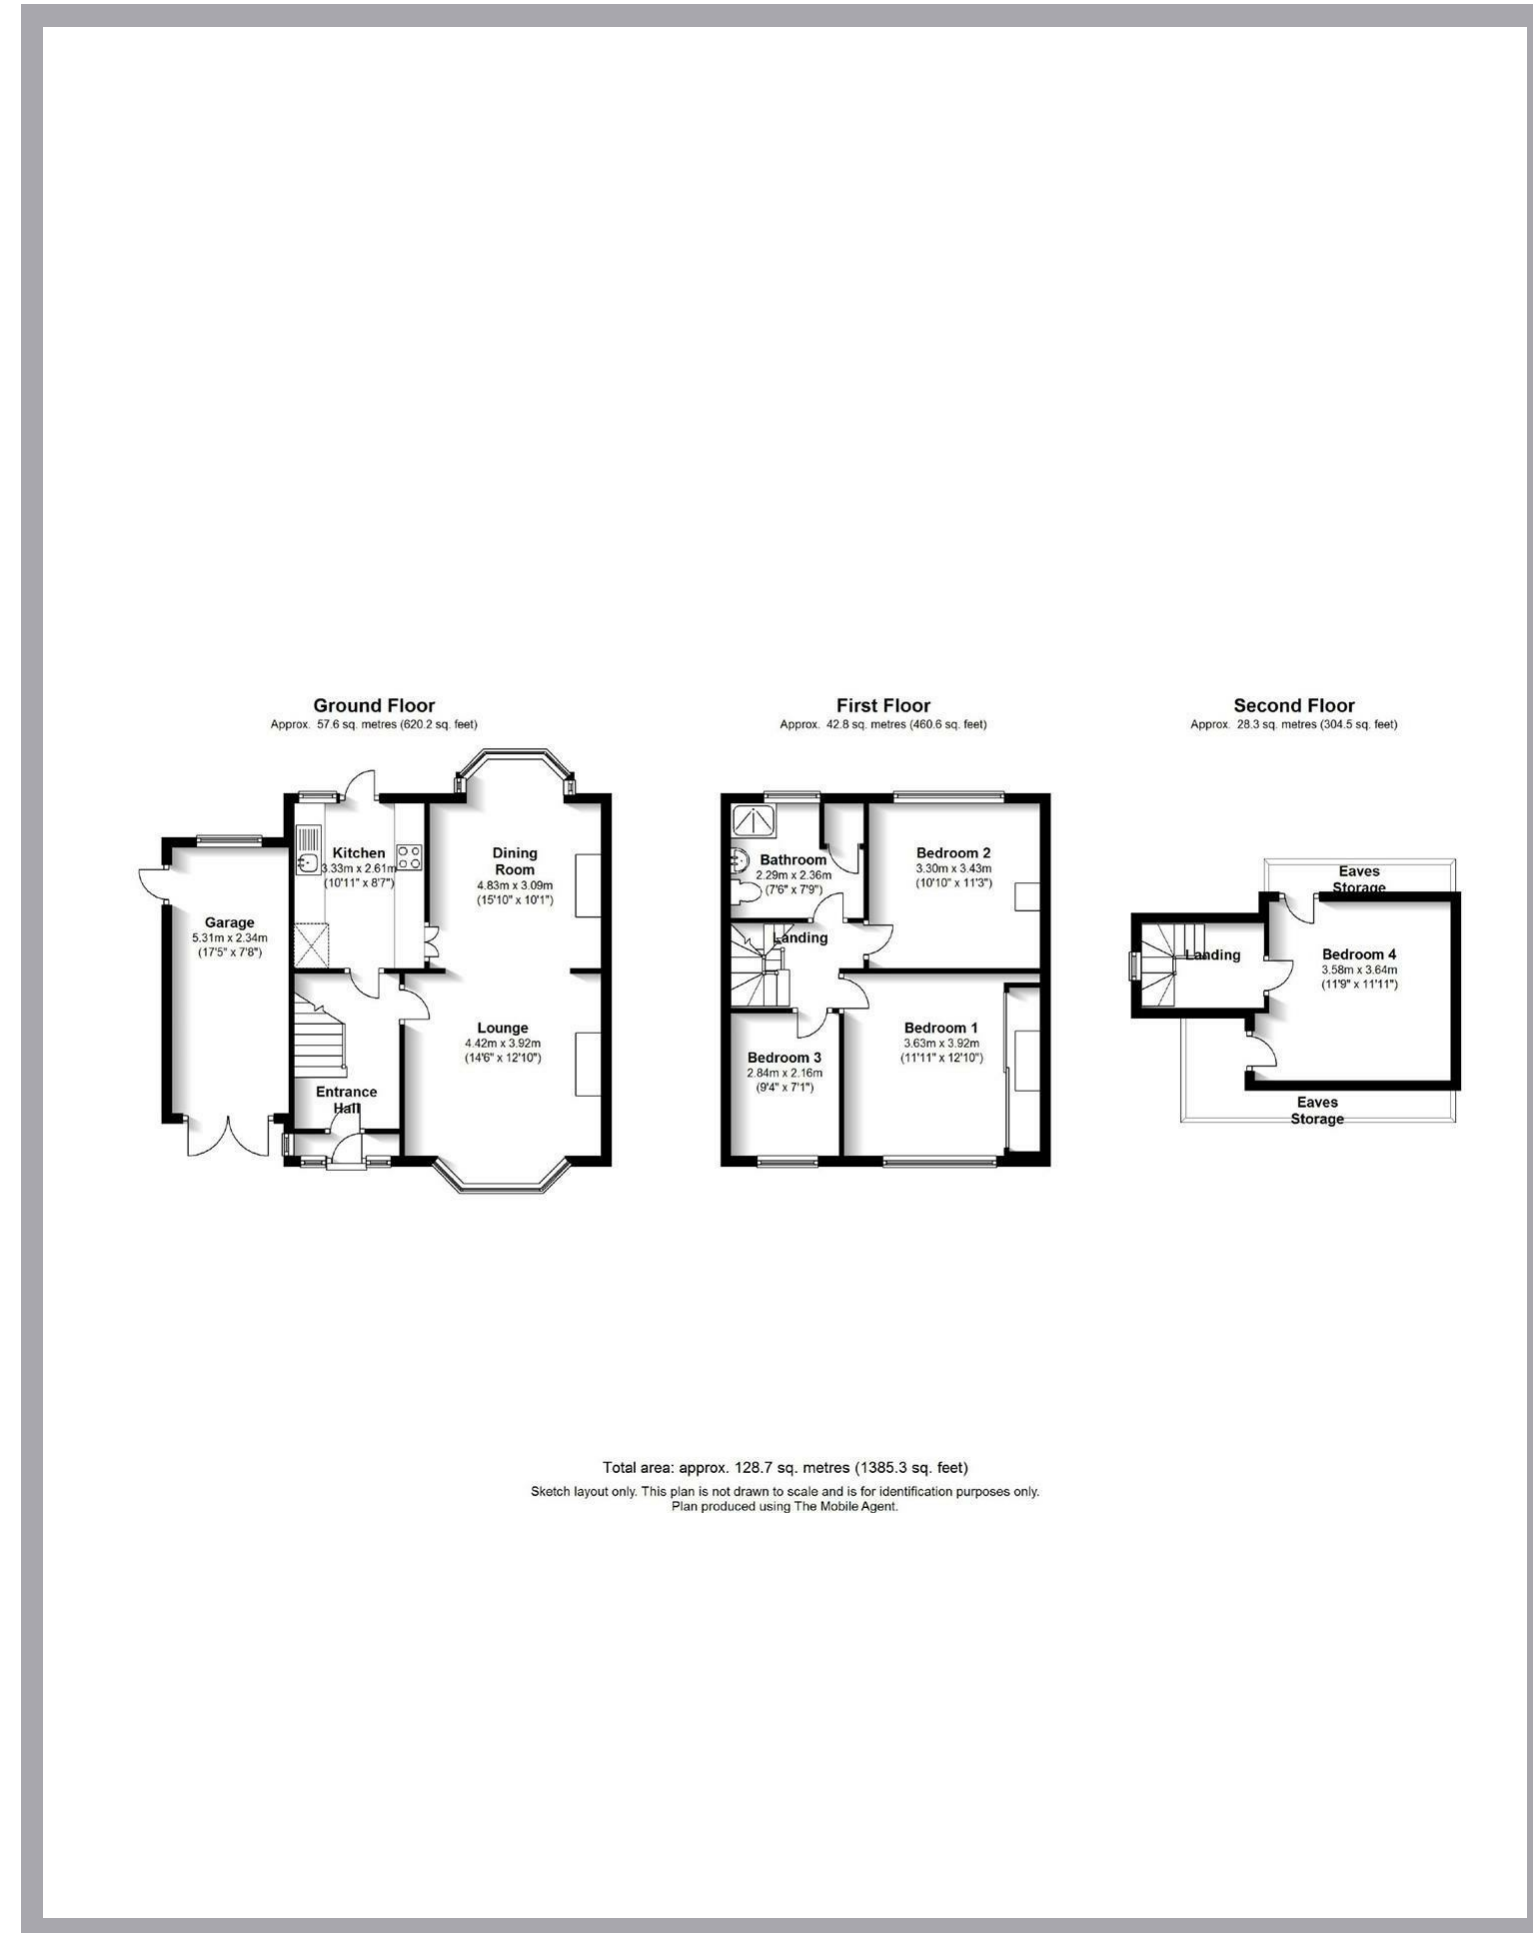 Ground Floor
Approx. 57.6 sq. metres (620.2 sq. feet)
Kitchen
3.33m x 2.61m
(10'11" x 8'7")
Dining
Room
4.83m x 3.09m
(15'10" x 10'1")
Garage
5.31m x 2.34m
(17'5" x 7'8")
Lounge
4.42m x 3.92m
(14'6" x 12'10")
Entrance
Hall
First Floor
Approx. 42.8 sq. metres (460.6 sq. feet)
Bathroom
2.29m x 2.36m
(7'6" x 7'9")
Bedroom 2
3.30m x 3.43m
(10'10" x 11'3")
Landing
Bedroom 1
3.63m x 3.92m
(11'11" x 12'10")
Bedroom 3
2.84m x 2.16m
(9'4" x 7'1")
Second Floor
Approx. 28.3 sq. metres (304.5 sq. feet)
Eaves
Storage
Landing
Bedroom 4
3.58m x 3.64m
(11'9" x 11'11")
Eaves
Storage
Total area: approx. 128.7 sq. metres (1385.3 sq. feet)
Sketch layout only. This plan is not drawn to scale and is for identification purposes only.
Plan produced using The Mobile Agent.